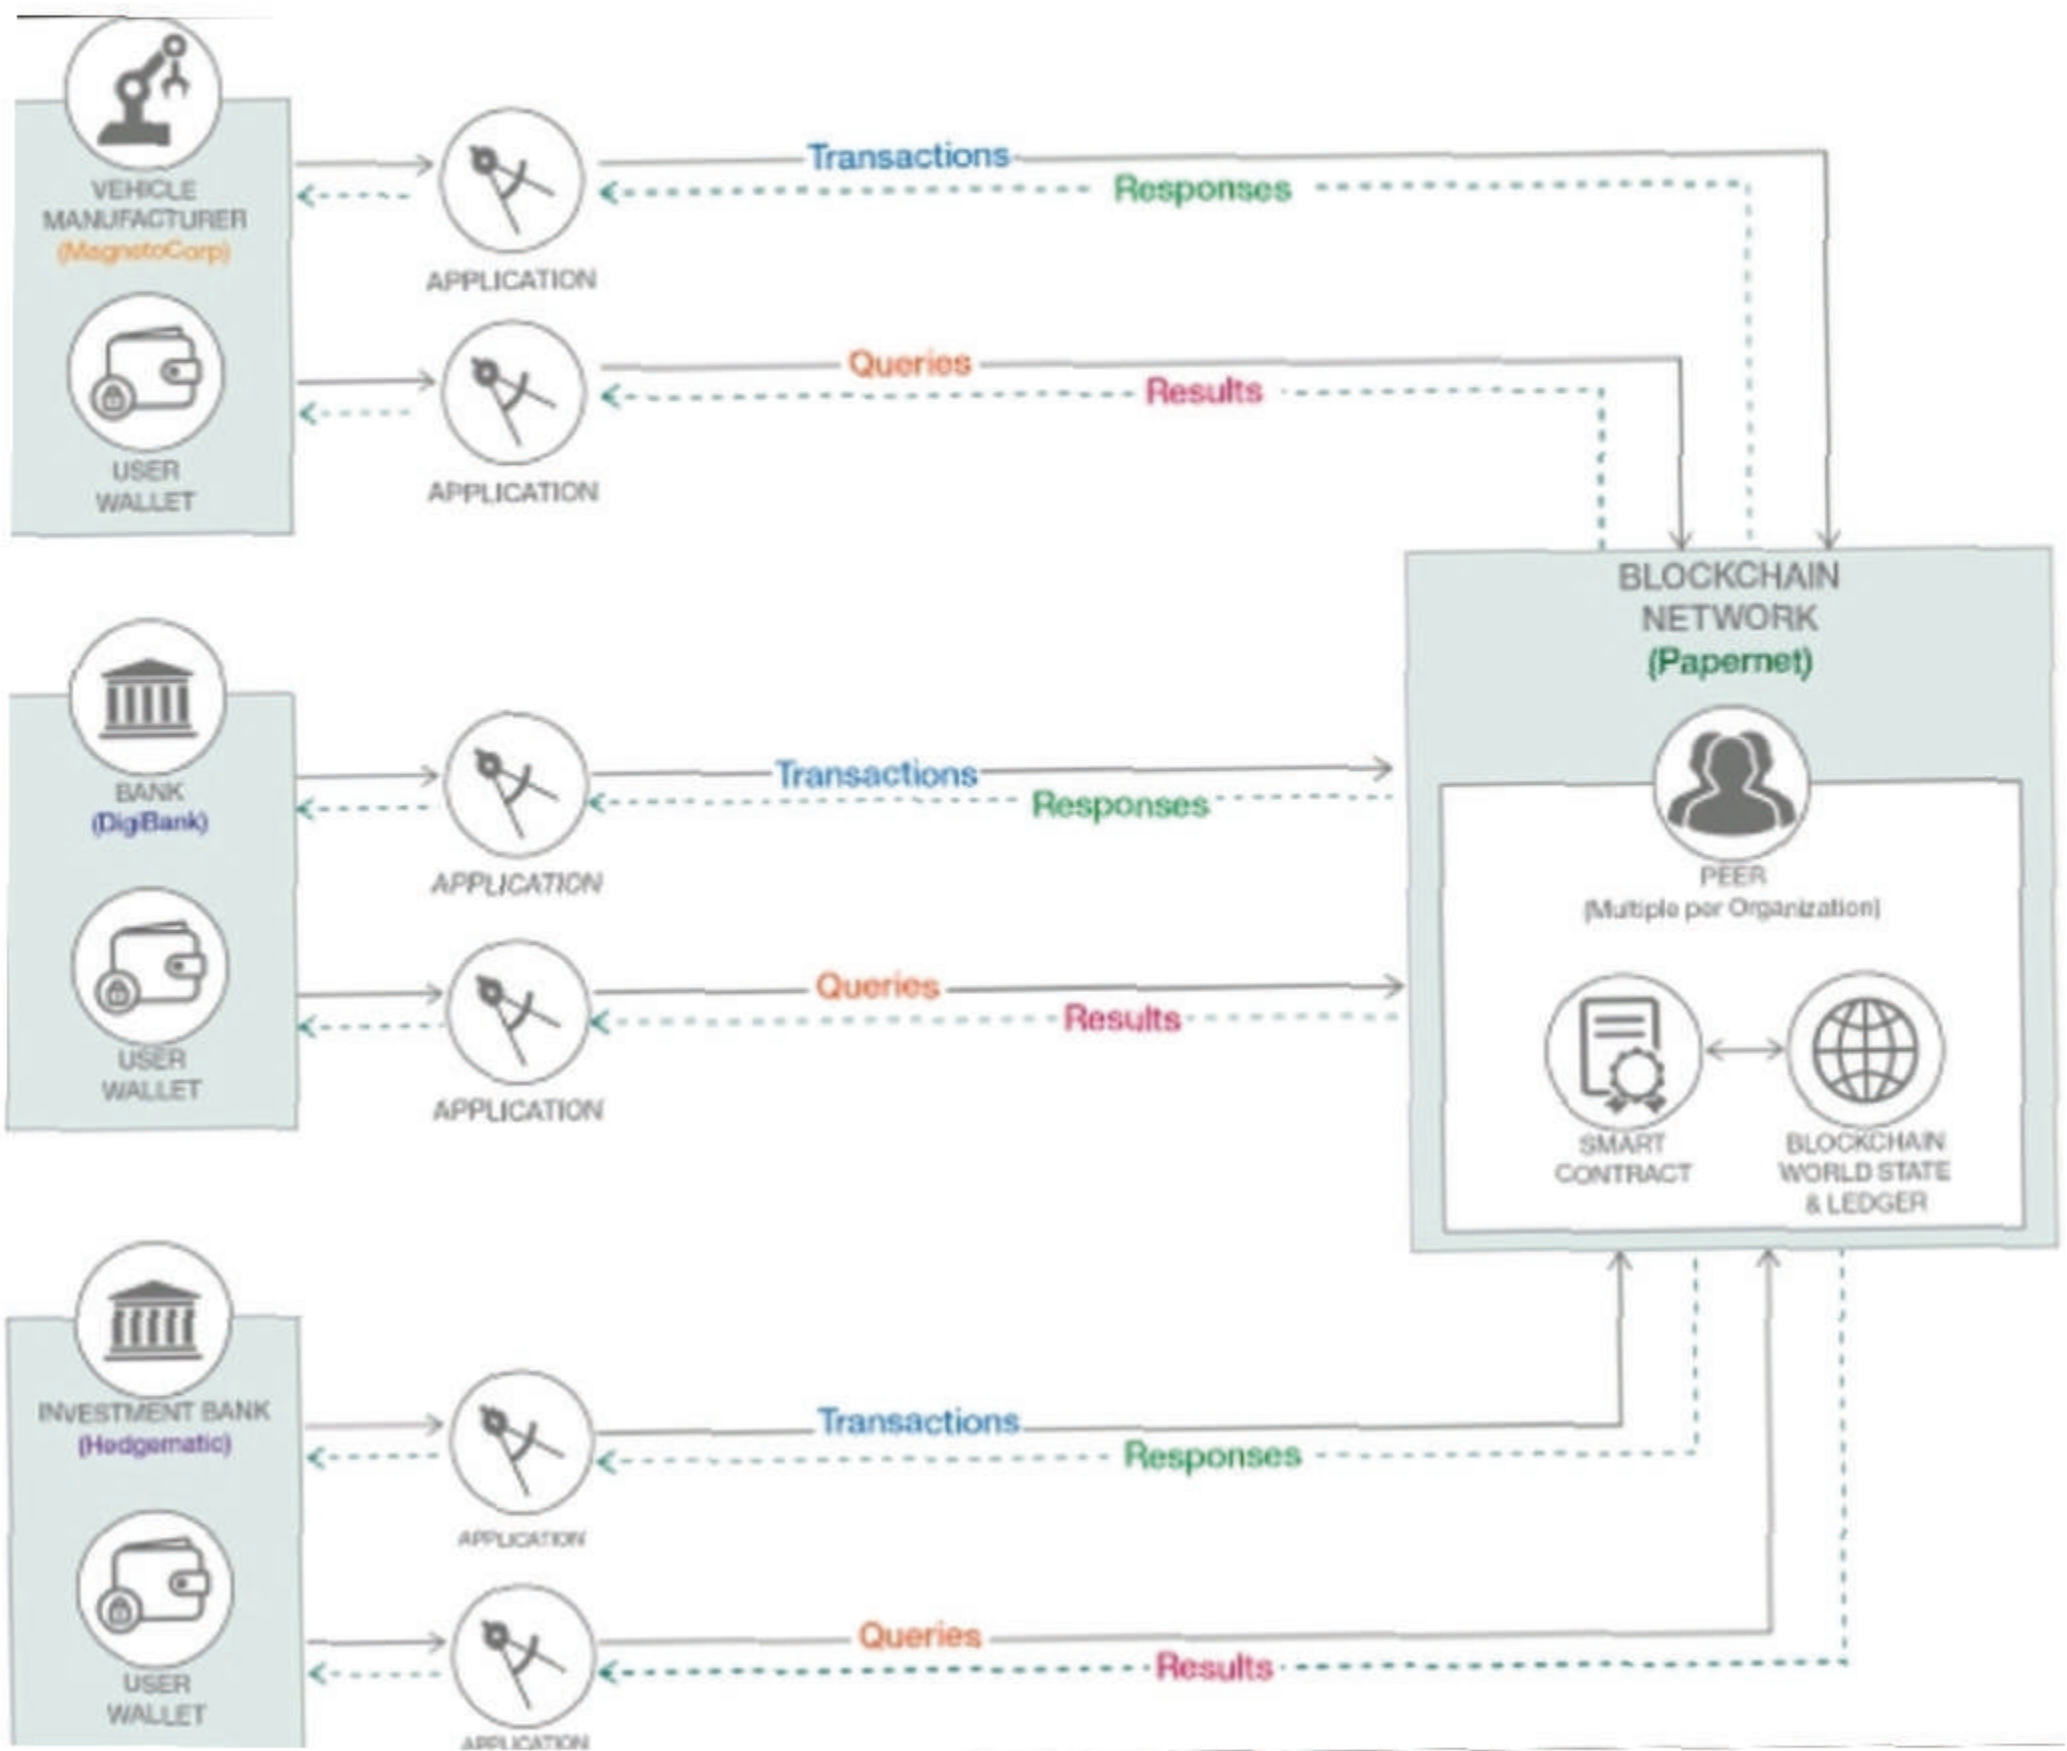 VEHICLE
MANUFACTURER
(MagnetoCorp)
USER
WALLET
APPLICATION
Transactions
Responses
APPLICATION
Queries
Results
BANK
(DigiBank)
USER
WALLET
APPLICATION
Transactions
Responses
APPLICATION
Queries
Results
INVESTMENT BANK
(Hedgematic)
USER
WALLET
APPLICATION
Transactions
Responses
APPLICATION
Queries
Results
BLOCKCHAIN
NETWORK
(Papernet)
PEER
(Multiple per Organization)
SMART
CONTRACT
BLOCKCHAIN
WORLD STATE
& LEDGER